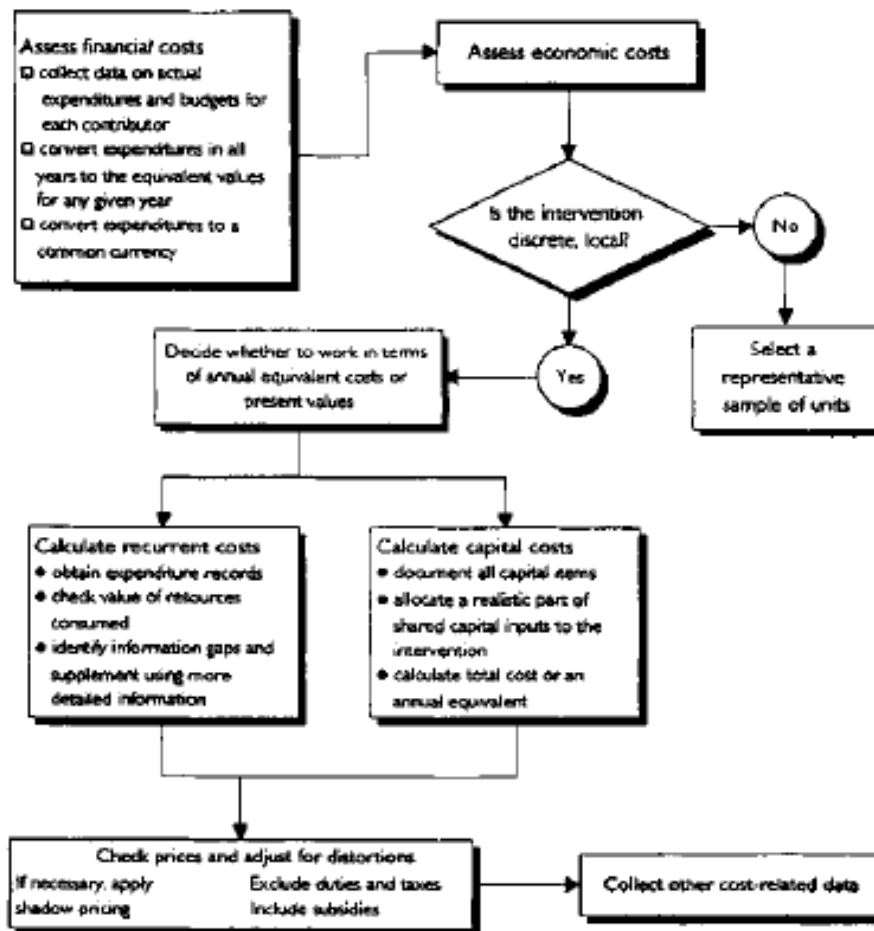 Assess financial costs
❑ collect data on actual
expenditures and budgets for
each contributor
❑ convert expenditures in all
years to the equivalent values
for any given year
❑ convert expenditures to a
common currency
Assess economic costs
Is the intervention
discrete, local?
No
Yes
Select a
representative
sample of units
Decide whether to work in terms
of annual equivalent costs or
present values
Calculate recurrent costs
● obtain expenditure records
● check value of resources
consumed
● identify information gaps and
supplement using more
detailed information
Calculate capital costs
● document all capital items
● allocate a realistic part of
shared capital inputs to the
intervention
● calculate total cost or an
annual equivalent
Check prices and adjust for distortions
If necessary, apply
shadow pricing
Exclude duties and taxes
Include subsidies
Collect other cost-related data